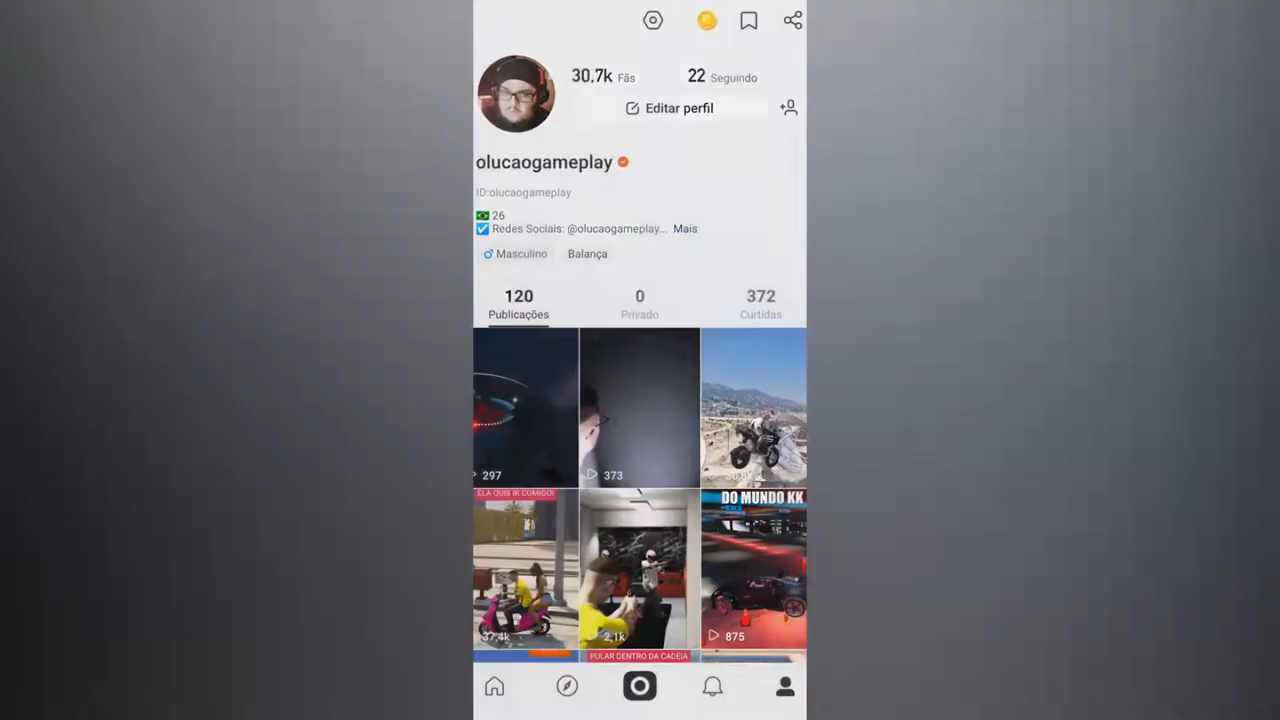 30.7k Fãs 22 Seguindo
Editar perfil
olucaogameplay
ID:olucaogameplay
26
Redes Sociais: @olucaogameplay... Mais
Masculino Balança
120 0 372
Publicações Privado Curtidas
297 373
ELA QUIS IR COMIGO! DO MUNDO KK
37,4k 2,1k 875
PULAR DENTRO DA CADEIA